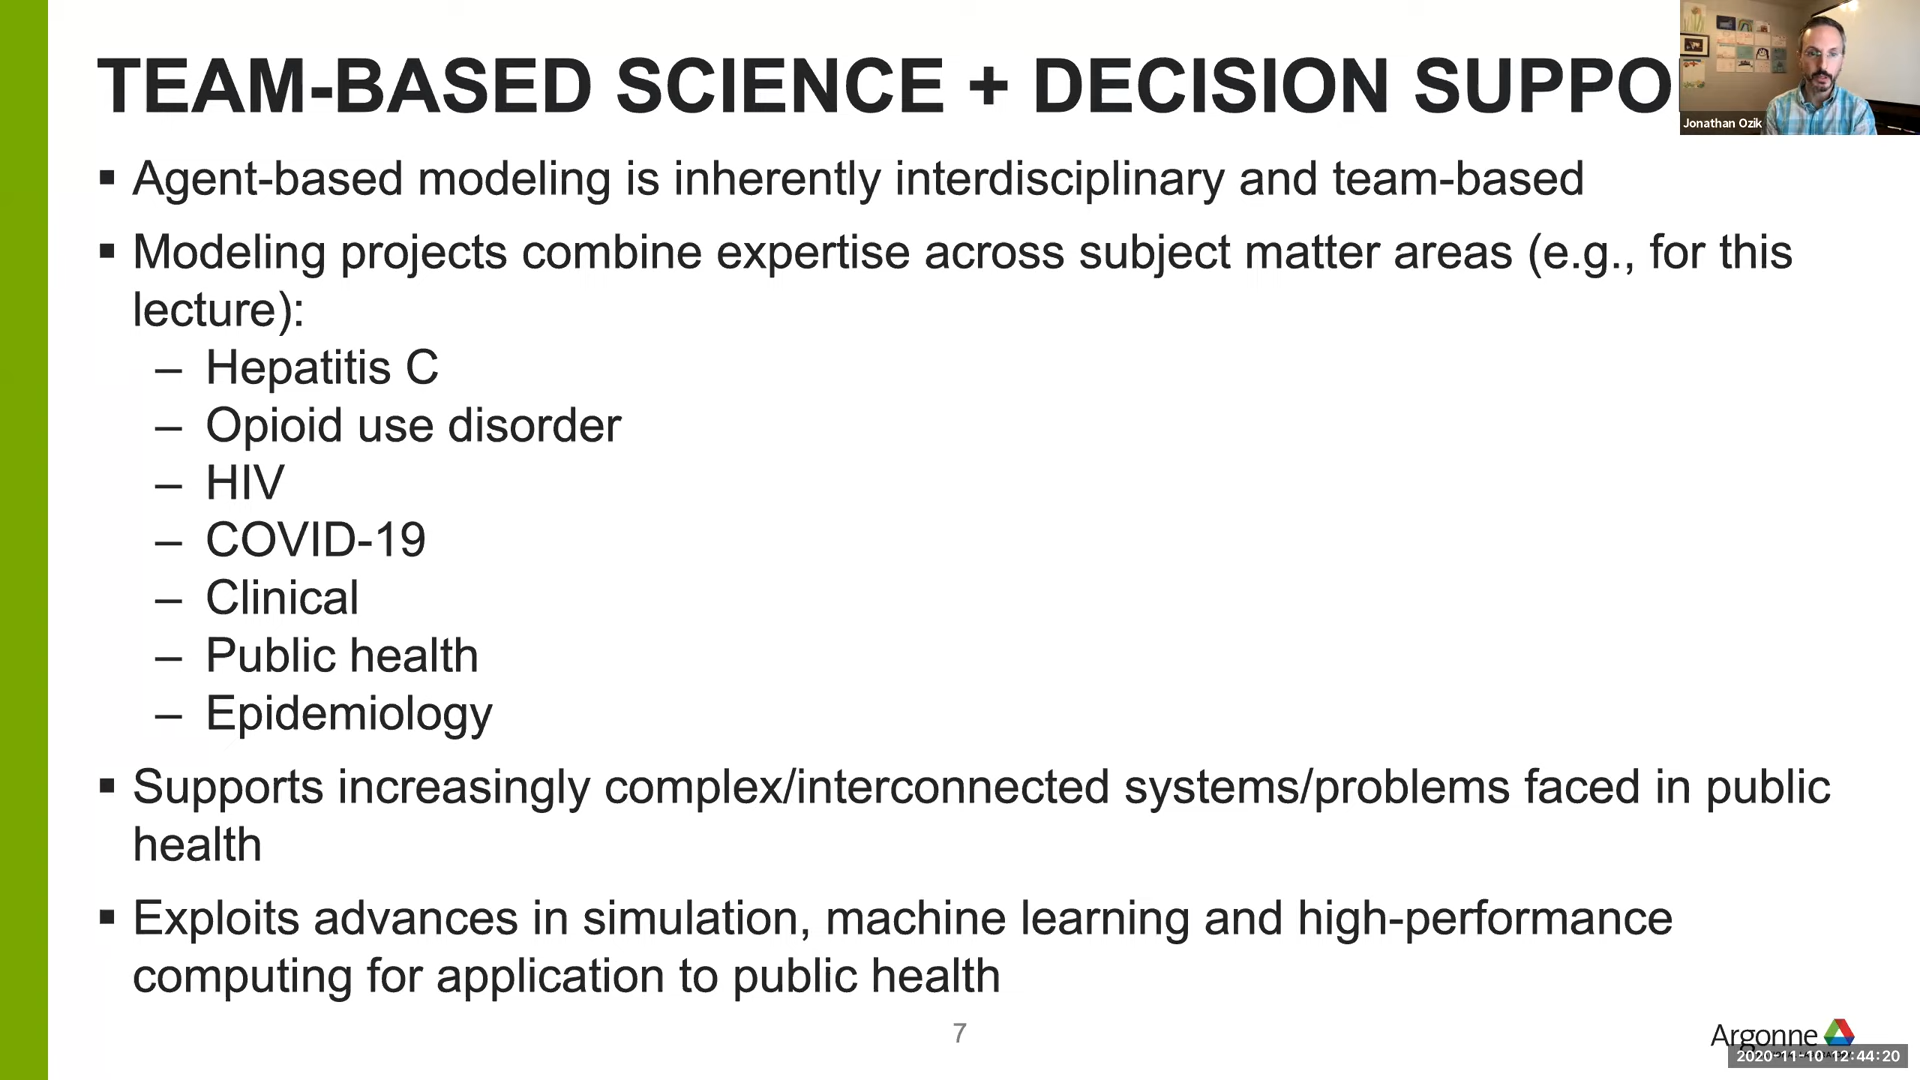 TEAM-BASED SCIENCE + DECISION SUPPO
Jonathan Ozik
▪ Agent-based modeling is inherently interdisciplinary and team-based
▪ Modeling projects combine expertise across subject matter areas (e.g., for this
lecture):
– Hepatitis C
– Opioid use disorder
– HIV
– COVID-19
– Clinical
– Public health
– Epidemiology
▪ Supports increasingly complex/interconnected systems/problems faced in public
health
▪ Exploits advances in simulation, machine learning and high-performance
computing for application to public health
7
Argonne
2020-11-10 12:44:20